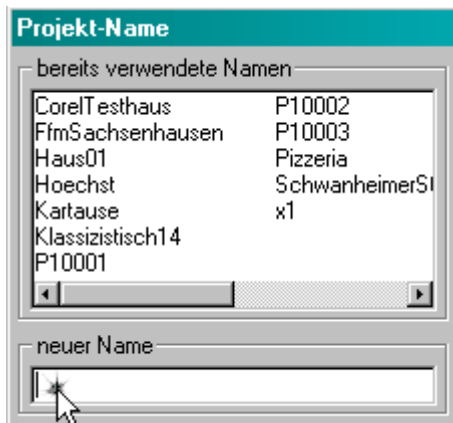 Projekt-Name
bereits verwendete Namen
CorelTesthaus
FfmSachsenhausen
Haus01
Hoechst
Kartause
Klassizistisch14
P10001
P10002
P10003
Pizzeria
x1
neuer Name